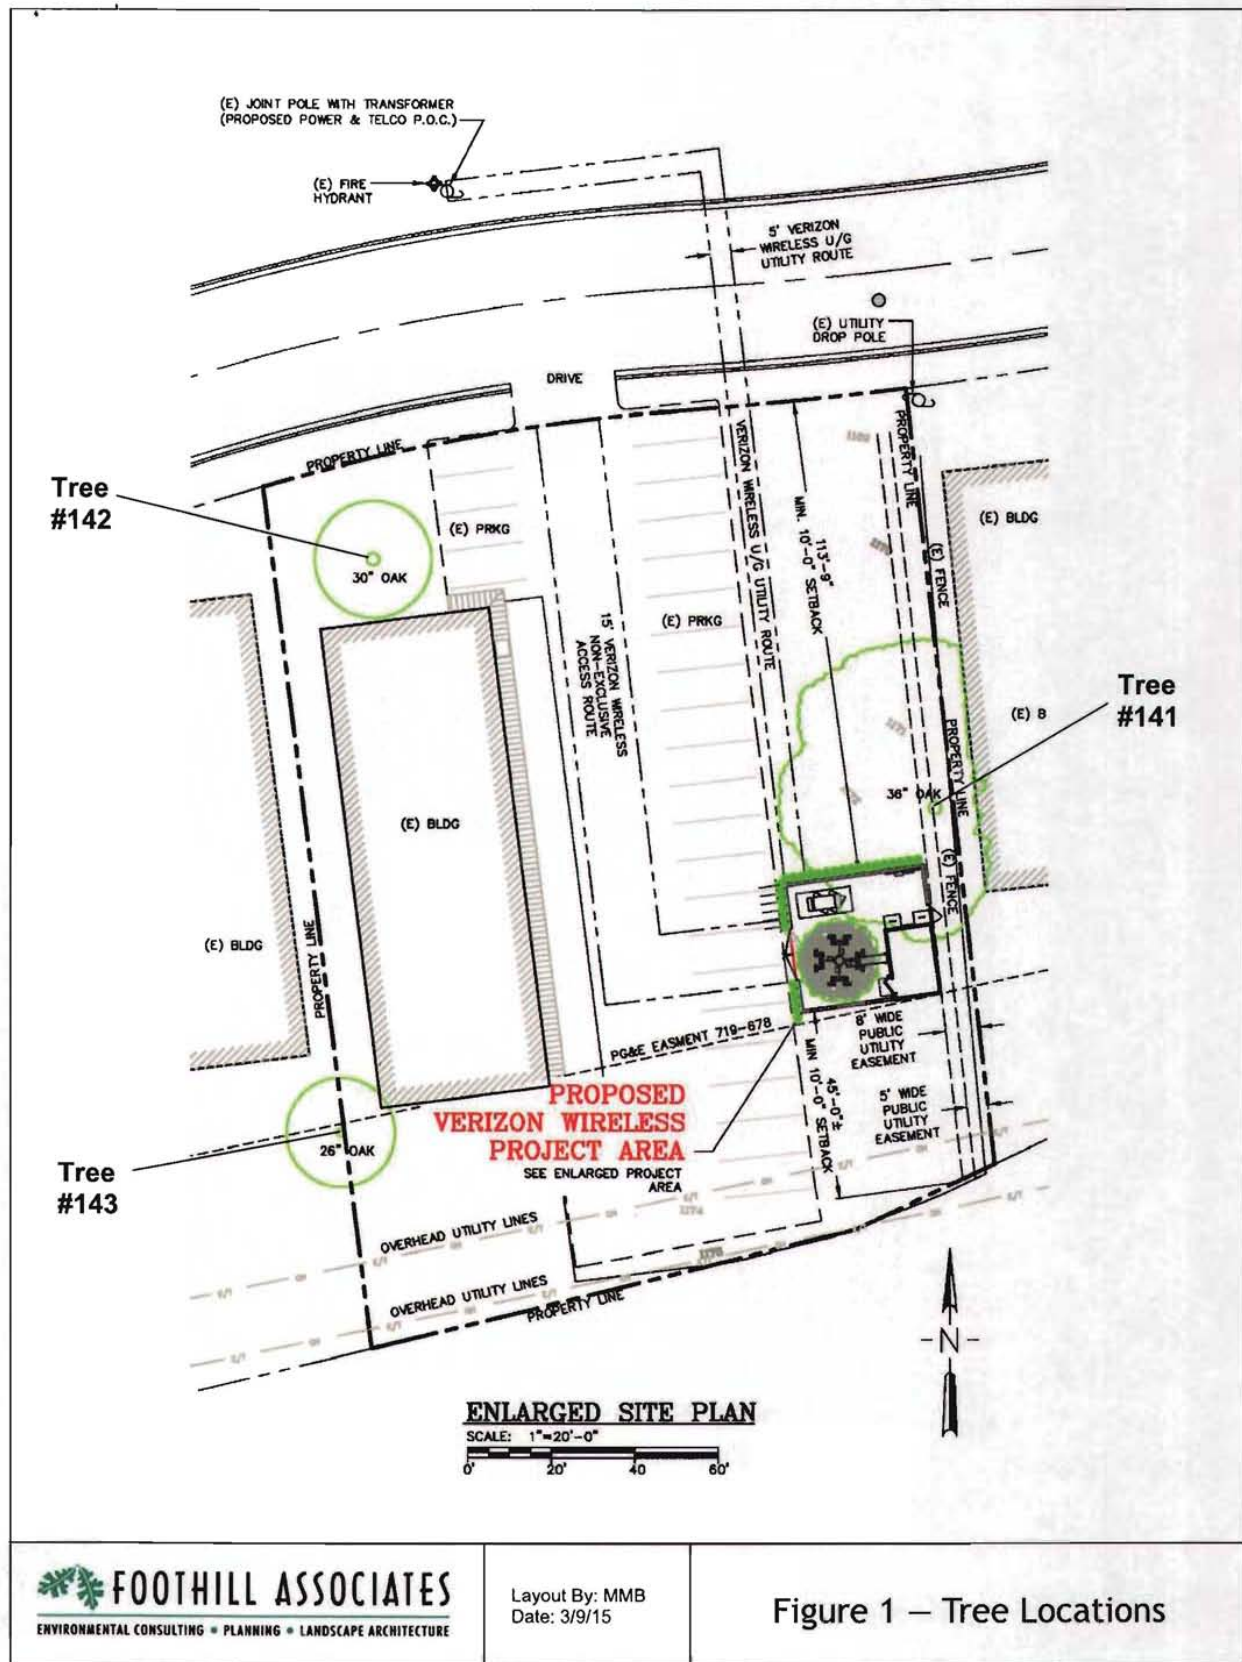 (E) JOINT POLE WITH TRANSFORMER
(PROPOSED POWER & TELCO P.O.C.)
(E) FIRE
HYDRANT
5' VERIZON
WIRELESS U/G
UTILITY ROUTE
(E) UTILITY
DROP POLE
DRIVE
PROPERTY LINE
Tree
#142
30" OAK
(E) PRKG
15' VERIZON WIRELESS
NON-EXCLUSIVE
ACCESS ROUTE
(E) PRKG
VERIZON WIRELESS U/G UTILITY ROUTE
113'-9"
MIN. 10'-0" SETBACK
PROPERTY LINE
(E) FENCE
(E) BLDG
Tree
#141
(E) B
36" OAK
PROPERTY LINE
(E) FENCE
(E) BLDG
(E) BLDG
PROPERTY LINE
PG&E EASMENT 719-678
8' WIDE
PUBLIC
UTILITY
EASEMENT
5' WIDE
PUBLIC
UTILITY
EASEMENT
45'-0"±
MIN 10'-0" SETBACK
PROPOSED
VERIZON WIRELESS
PROJECT AREA
SEE ENLARGED PROJECT
AREA
26" OAK
Tree
#143
OVERHEAD UTILITY LINES
OVERHEAD UTILITY LINES
PROPERTY LINE
1174
N
ENLARGED SITE PLAN
SCALE: 1"=20'-0"
0' 20' 40 60'
FOOTHILL ASSOCIATES
ENVIRONMENTAL CONSULTING • PLANNING • LANDSCAPE ARCHITECTURE
Layout By: MMB
Date: 3/9/15
Figure 1 – Tree Locations